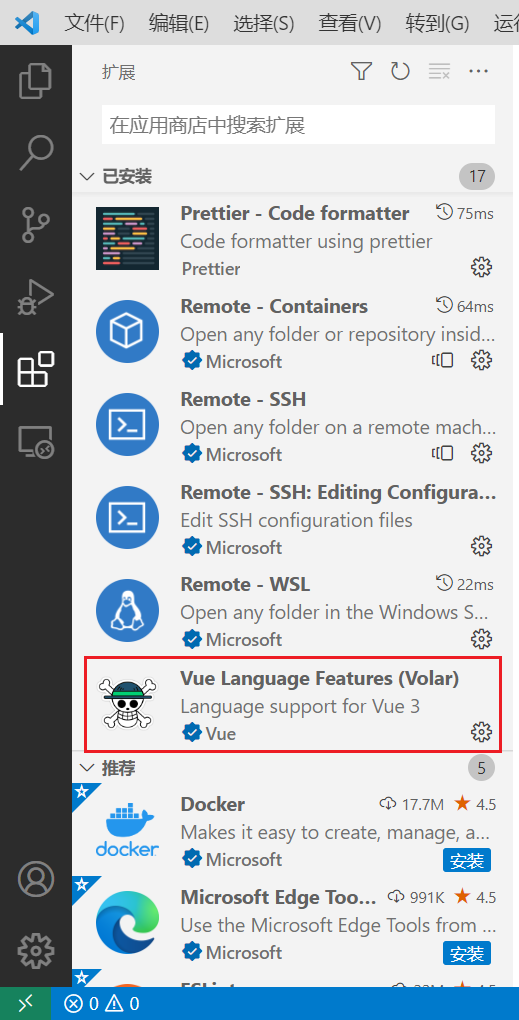 文件(F) 编辑(E) 选择(S) 查看(V) 转到(G) 运行
扩展
在应用商店中搜索扩展
已安装 17
Prettier - Code formatter 75ms
Code formatter using prettier
Prettier
Remote - Containers 64ms
Open any folder or repository insid...
Microsoft
Remote - SSH
Open any folder on a remote mach...
Microsoft
Remote - SSH: Editing Configura...
Edit SSH configuration files
Microsoft
Remote - WSL 22ms
Open any folder in the Windows S...
Microsoft
Vue Language Features (Volar)
Language support for Vue 3
Vue
推荐 5
Docker 17.7M 4.5
Makes it easy to create, manage, a...
docker
Microsoft 安装
Microsoft Edge Too... 991K 4.5
Use the Microsoft Edge Tools from ...
Microsoft 安装
0 0